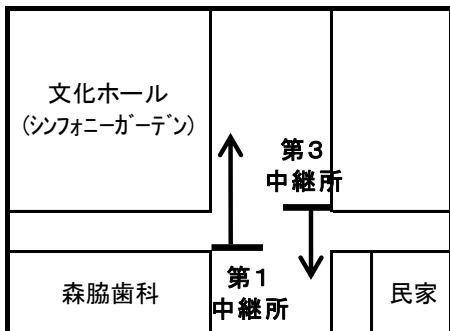 文化ホール
(シンフォニーガーデン)
第3
中継所
第1
中継所
森脇歯科
民家